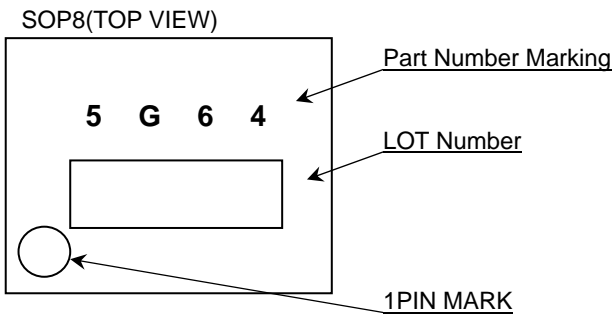 SOP8(TOP VIEW)
Part Number Marking
5 G 6 4
LOT Number
1PIN MARK